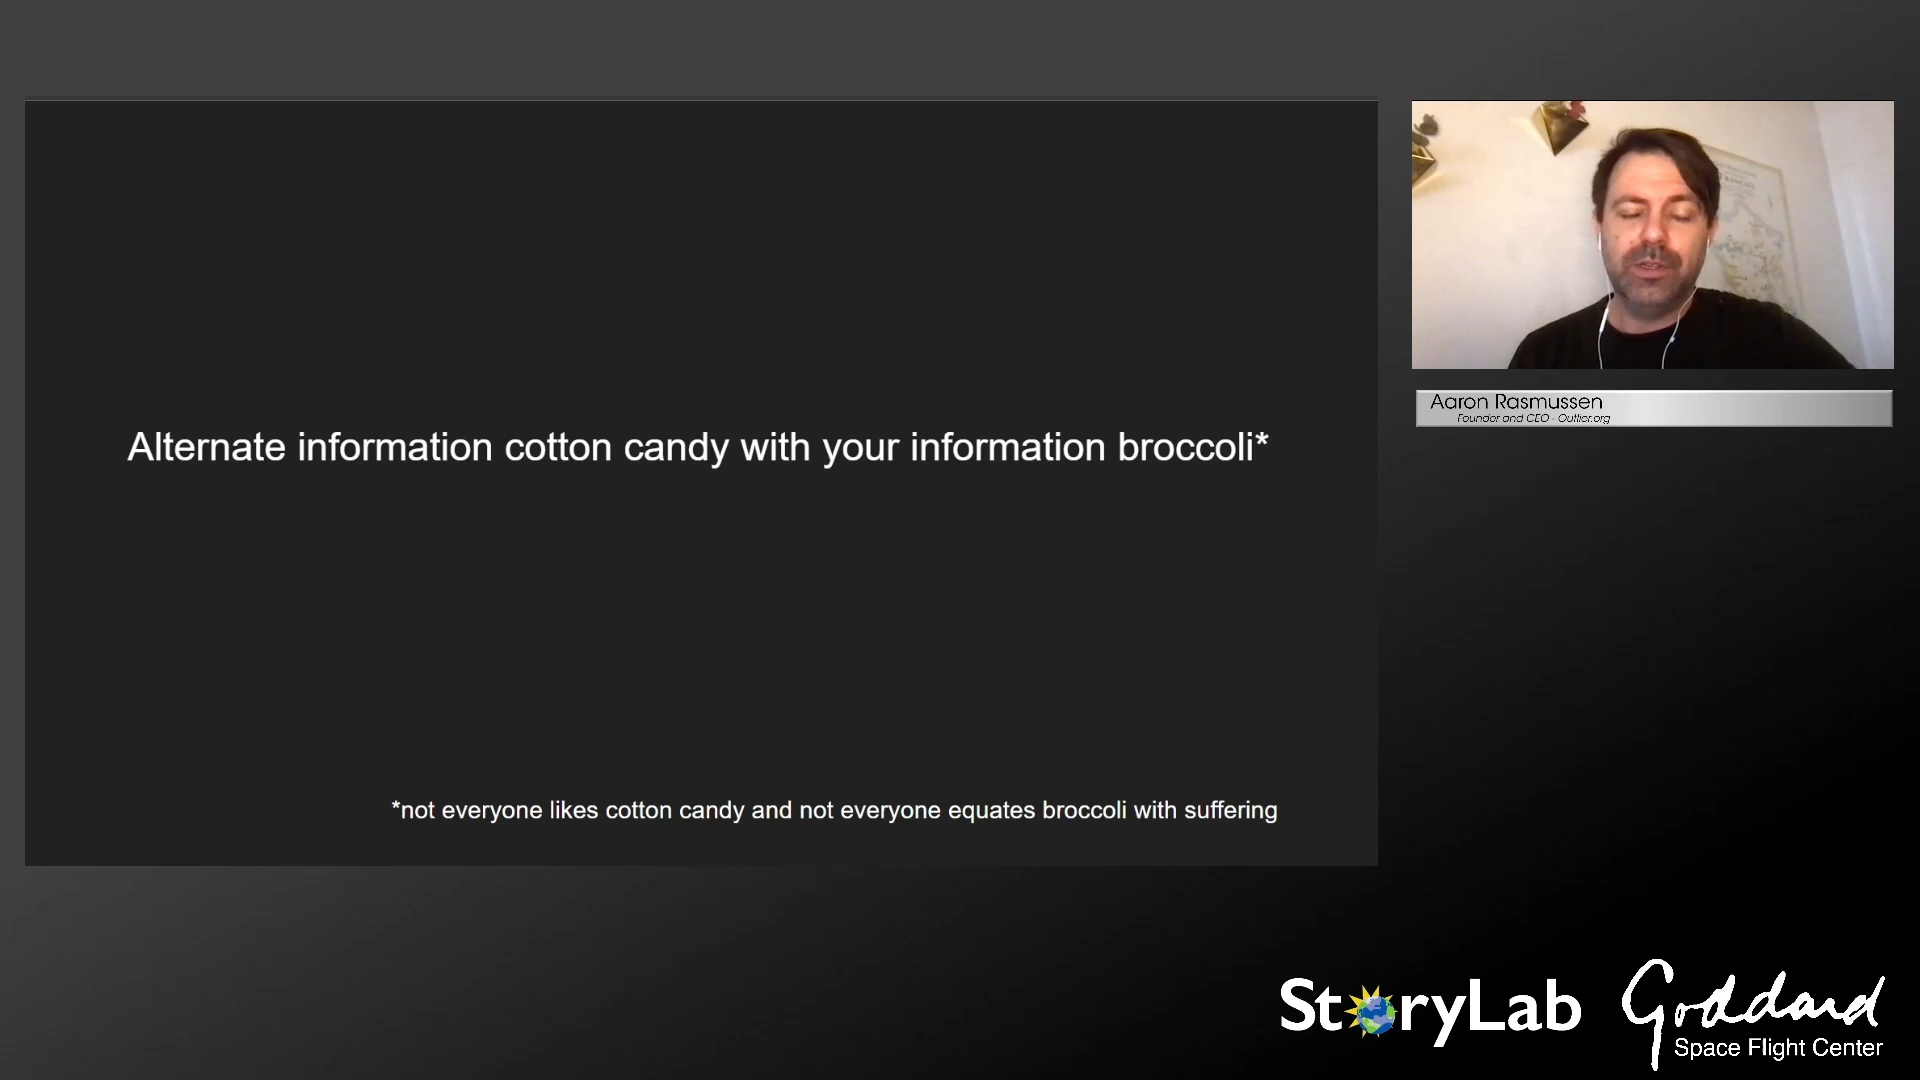 Alternate information cotton candy with your information broccoli*
*not everyone likes cotton candy and not everyone equates broccoli with suffering
Aaron Rasmussen
Founder and CEO - Outlier.org
StoryLab
Goddard
Space Flight Center